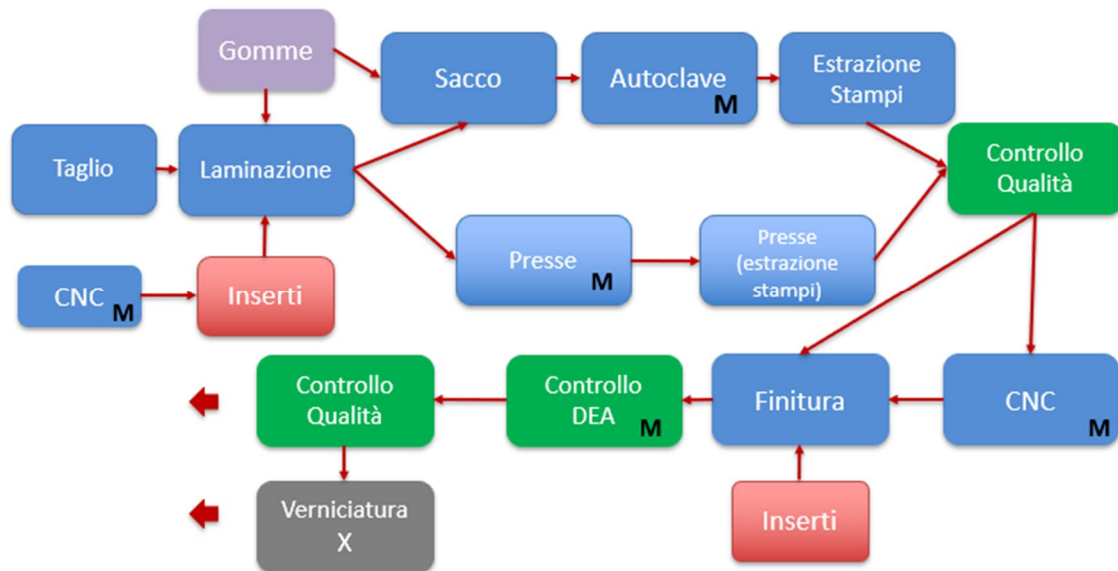 Gomme
Sacco
Autoclave
M
Estrazione
Stampi
Taglio
Laminazione
Controllo
Qualità
Presse
M
Presse
(estrazione
stampi)
CNC
M
Inserti
Controllo
Qualità
Controllo
DEA
M
Finitura
CNC
M
Verniciatura
X
Inserti